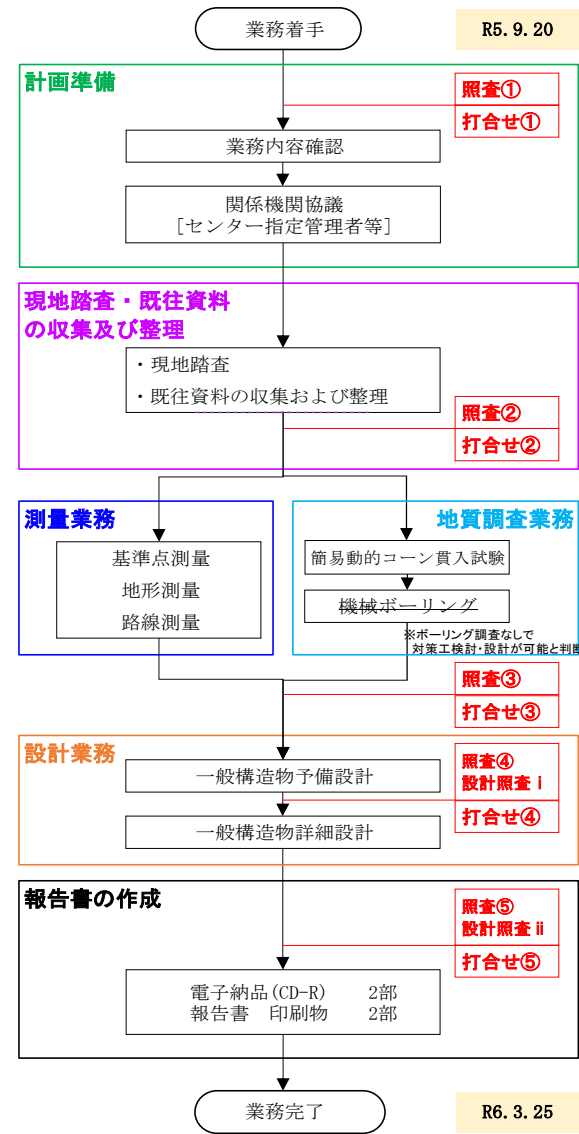 業務着手
R5.9.20
計画準備
照査①
打合せ①
業務内容確認
関係機関協議
[センター指定管理者等]
現地踏査・既往資料
の収集及び整理
・現地踏査
・既往資料の収集および整理
照査②
打合せ②
測量業務
基準点測量
地形測量
路線測量
地質調査業務
簡易動的コーン貫入試験
機械ボーリング
※ボーリング調査なしで
対策工検討・設計が可能と判断
照査③
打合せ③
設計業務
一般構造物予備設計
照査④
設計照査ⅰ
打合せ④
一般構造物詳細設計
報告書の作成
照査⑤
設計照査ⅱ
打合せ⑤
電子納品(CD-R) 2部
報告書 印刷物 2部
業務完了
R6.3.25